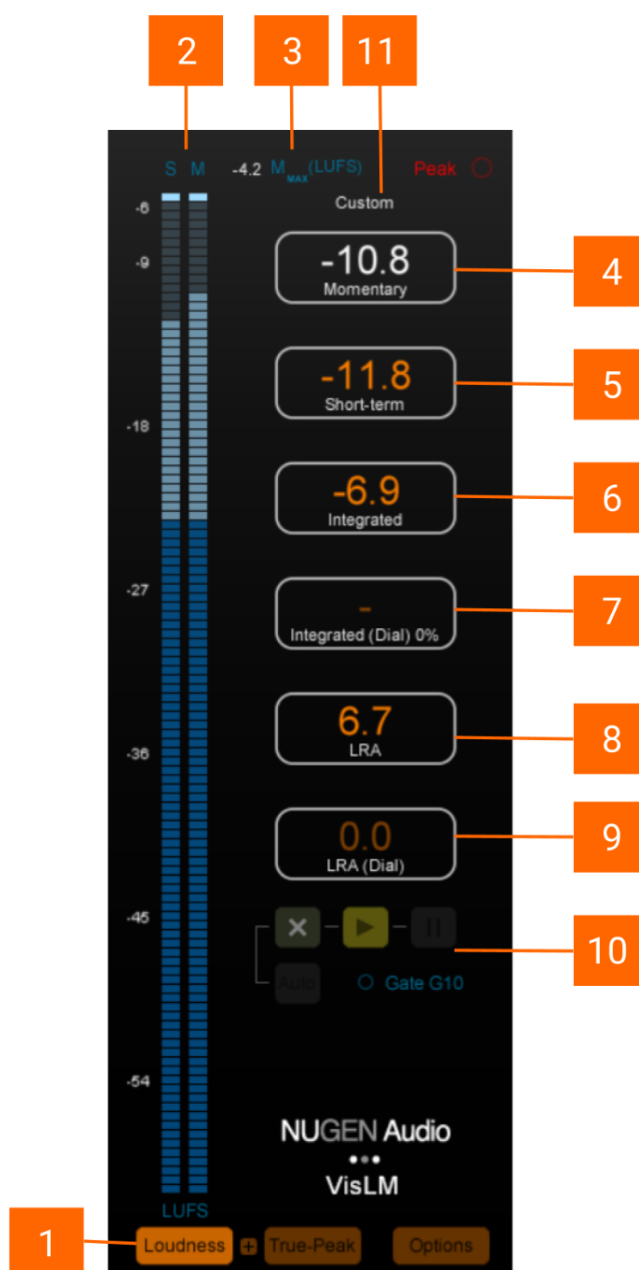 2 3 11
S M -4.2 M MAX (LUFS) Peak
Custom
-6
-9
-10.8
Momentary
4
-11.8
Short-term
5
-18
-6.9
Integrated
6
-27
-
Integrated (Dial) 0%
7
6.7
LRA
8
-36
0.0
LRA (Dial)
9
-45
10
Auto Gate G10
-54
NUGEN Audio
VisLM
LUFS
1
Loudness + True-Peak Options